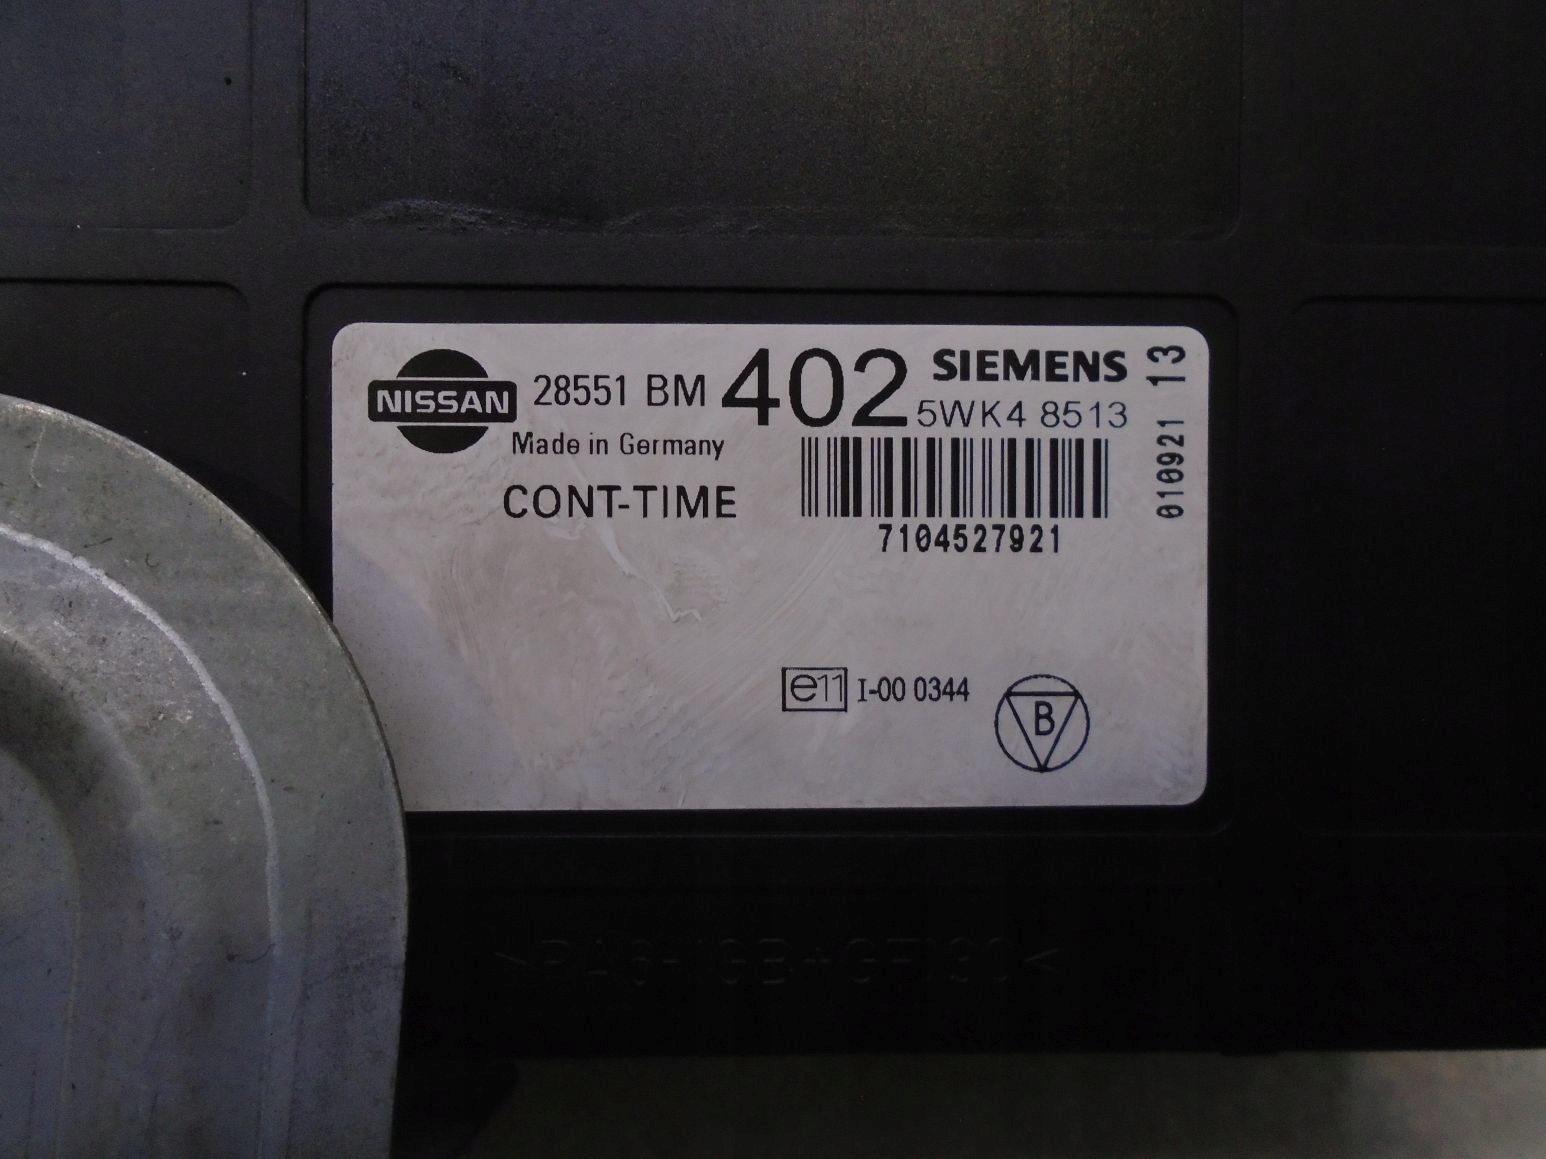 NISSAN
28551 BM 402
Made in Germany
CONT-TIME
SIEMENS
5WK4 8513
7104527921
010921 13
e11 I-00 0344
B